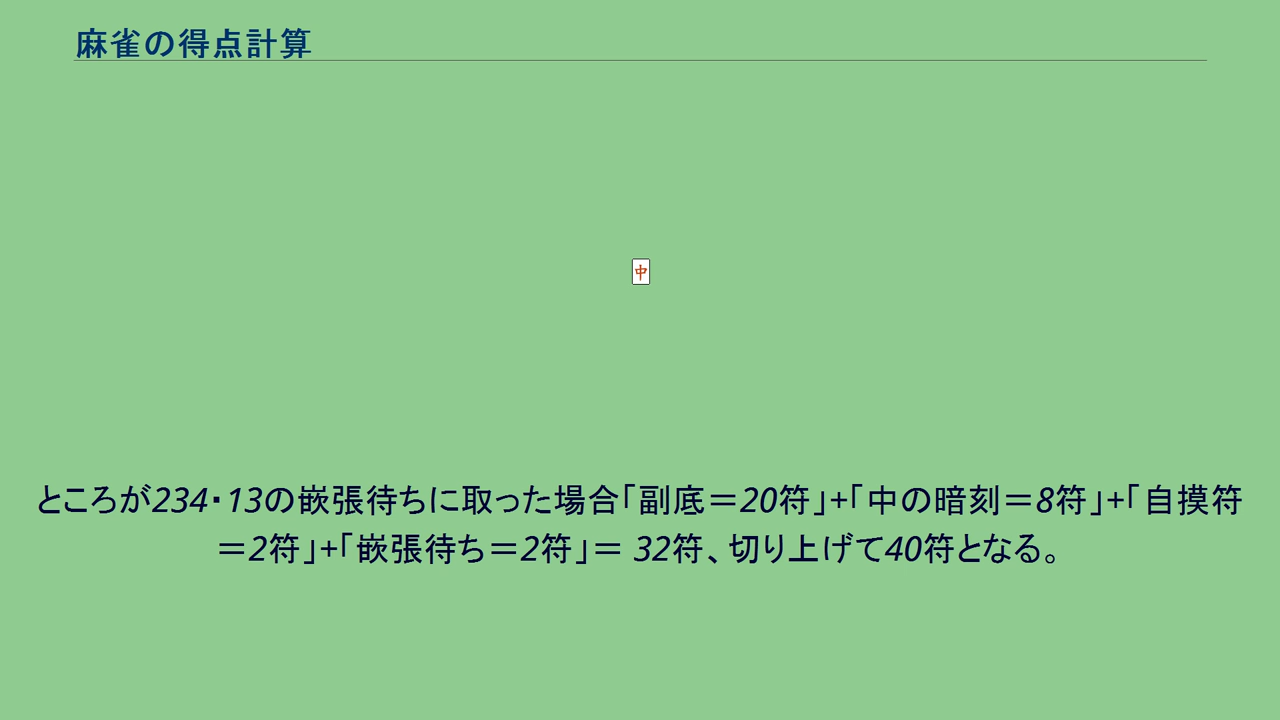 麻雀の得点計算
中
ところが234・13の嵌張待ちに取った場合「副底＝20符」+「中の暗刻＝8符」+「自摸符
＝2符」+「嵌張待ち＝2符」＝ 32符、切り上げて40符となる。